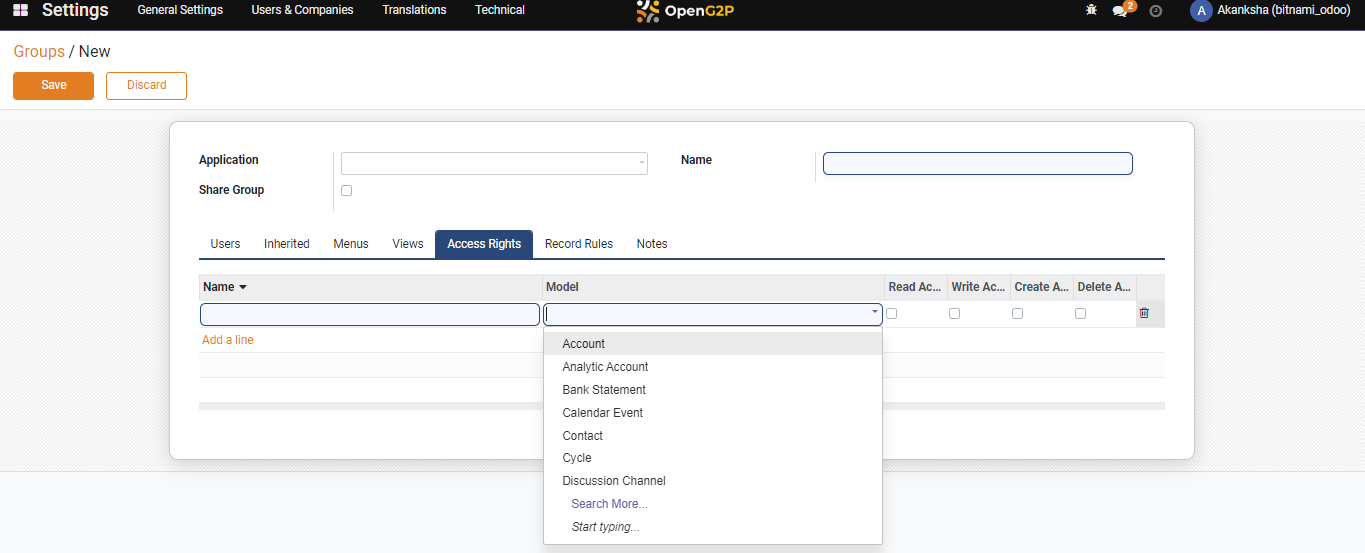 Settings General Settings Users & Companies Translations Technical OpenG2P 2 A Akanksha (bitnami_odoo)
Groups / New
Save Discard
Application Name
Share Group
Users Inherited Menus Views Access Rights Record Rules Notes
Name Model Read Ac... Write Ac... Create A... Delete A...
Add a line
Account
Analytic Account
Bank Statement
Calendar Event
Contact
Cycle
Discussion Channel
Search More...
Start typing...